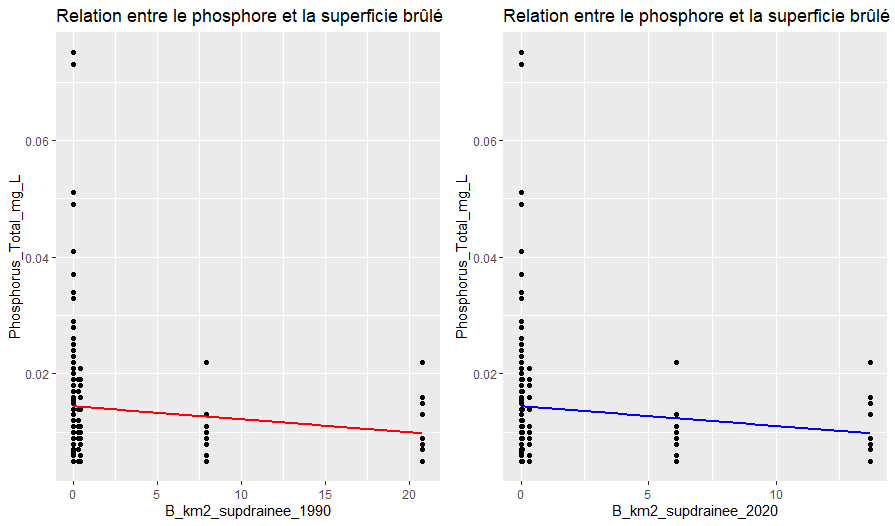 Relation entre le phosphore et la superficie brûlé
Phosphorus_Total_mg_L
0.06
0.04
0.02
0
5
10
15
20
B_km2_supdrainee_1990
Relation entre le phosphore et la superficie brûlé
Phosphorus_Total_mg_L
0.06
0.04
0.02
0
5
10
B_km2_supdrainee_2020